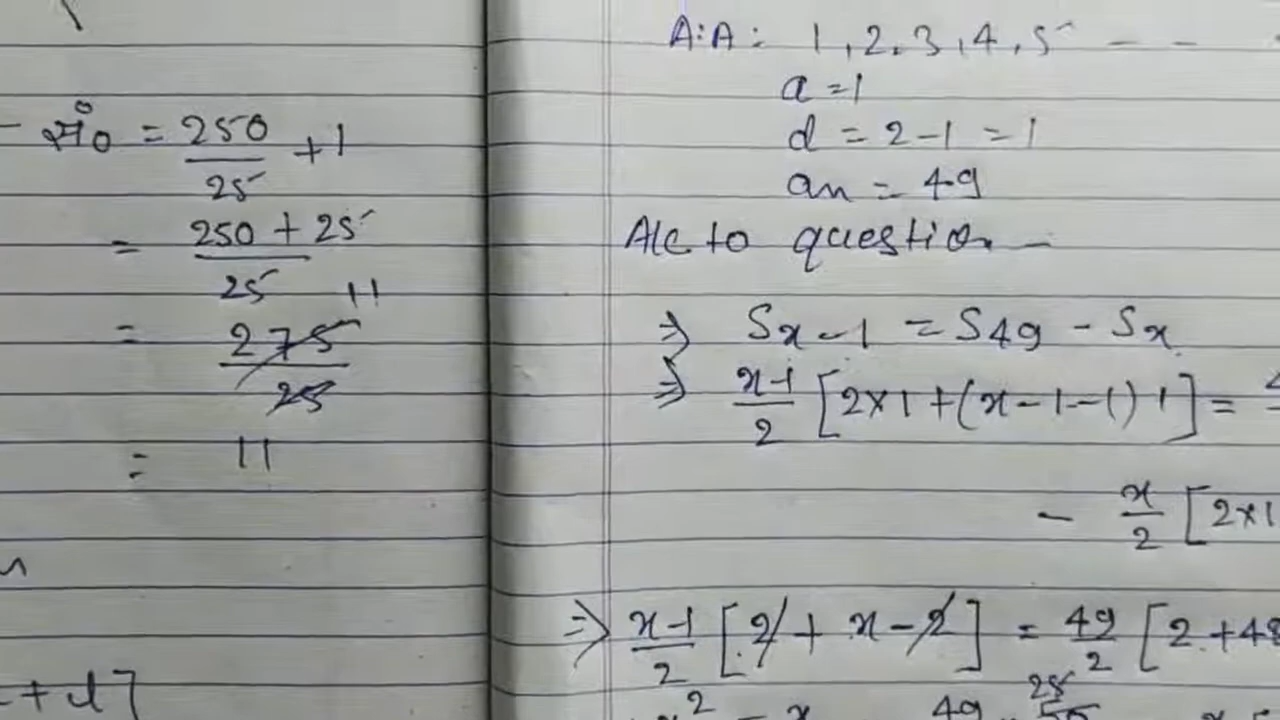 सं० = 250/25 + 1
= 250 + 25/25
= 275/25 11
= 11
+ d]
A:A: 1, 2, 3, 4, 5 - -
a = 1
d = 2 - 1 = 1
an = 49
A/c to question -
⇒ Sx-1 = S49 - Sx
⇒ x-1/2 [2×1+(x-1-1)1] =
- x/2 [2×1
⇒ x-1/2 [2 + x - 2] = 49/2 [2 + 48